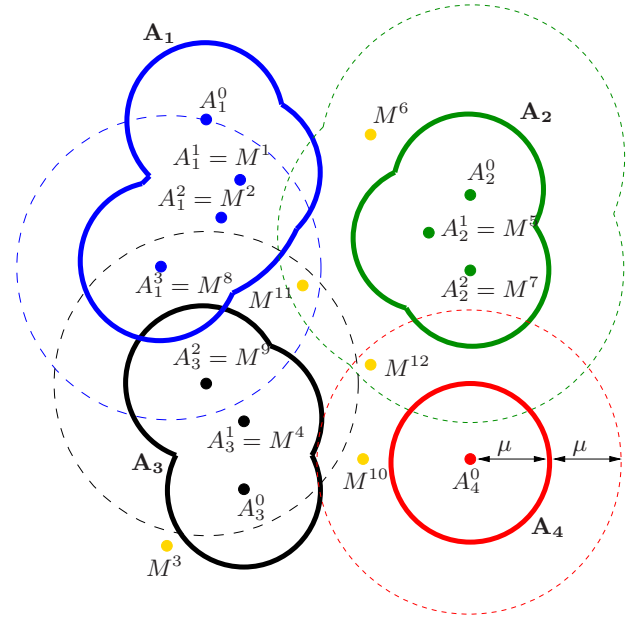 A₁
A₁⁰
M⁶
A₂
A₁¹ = M¹
A₂⁰
A₁² = M²
A₂¹ = M⁵
A₁³ = M⁸
M¹¹
A₂² = M⁷
A₃² = M⁹
M¹²
A₃¹ = M⁴
A₃
μ
μ
M¹⁰
A₄⁰
A₃⁰
A₄
M³